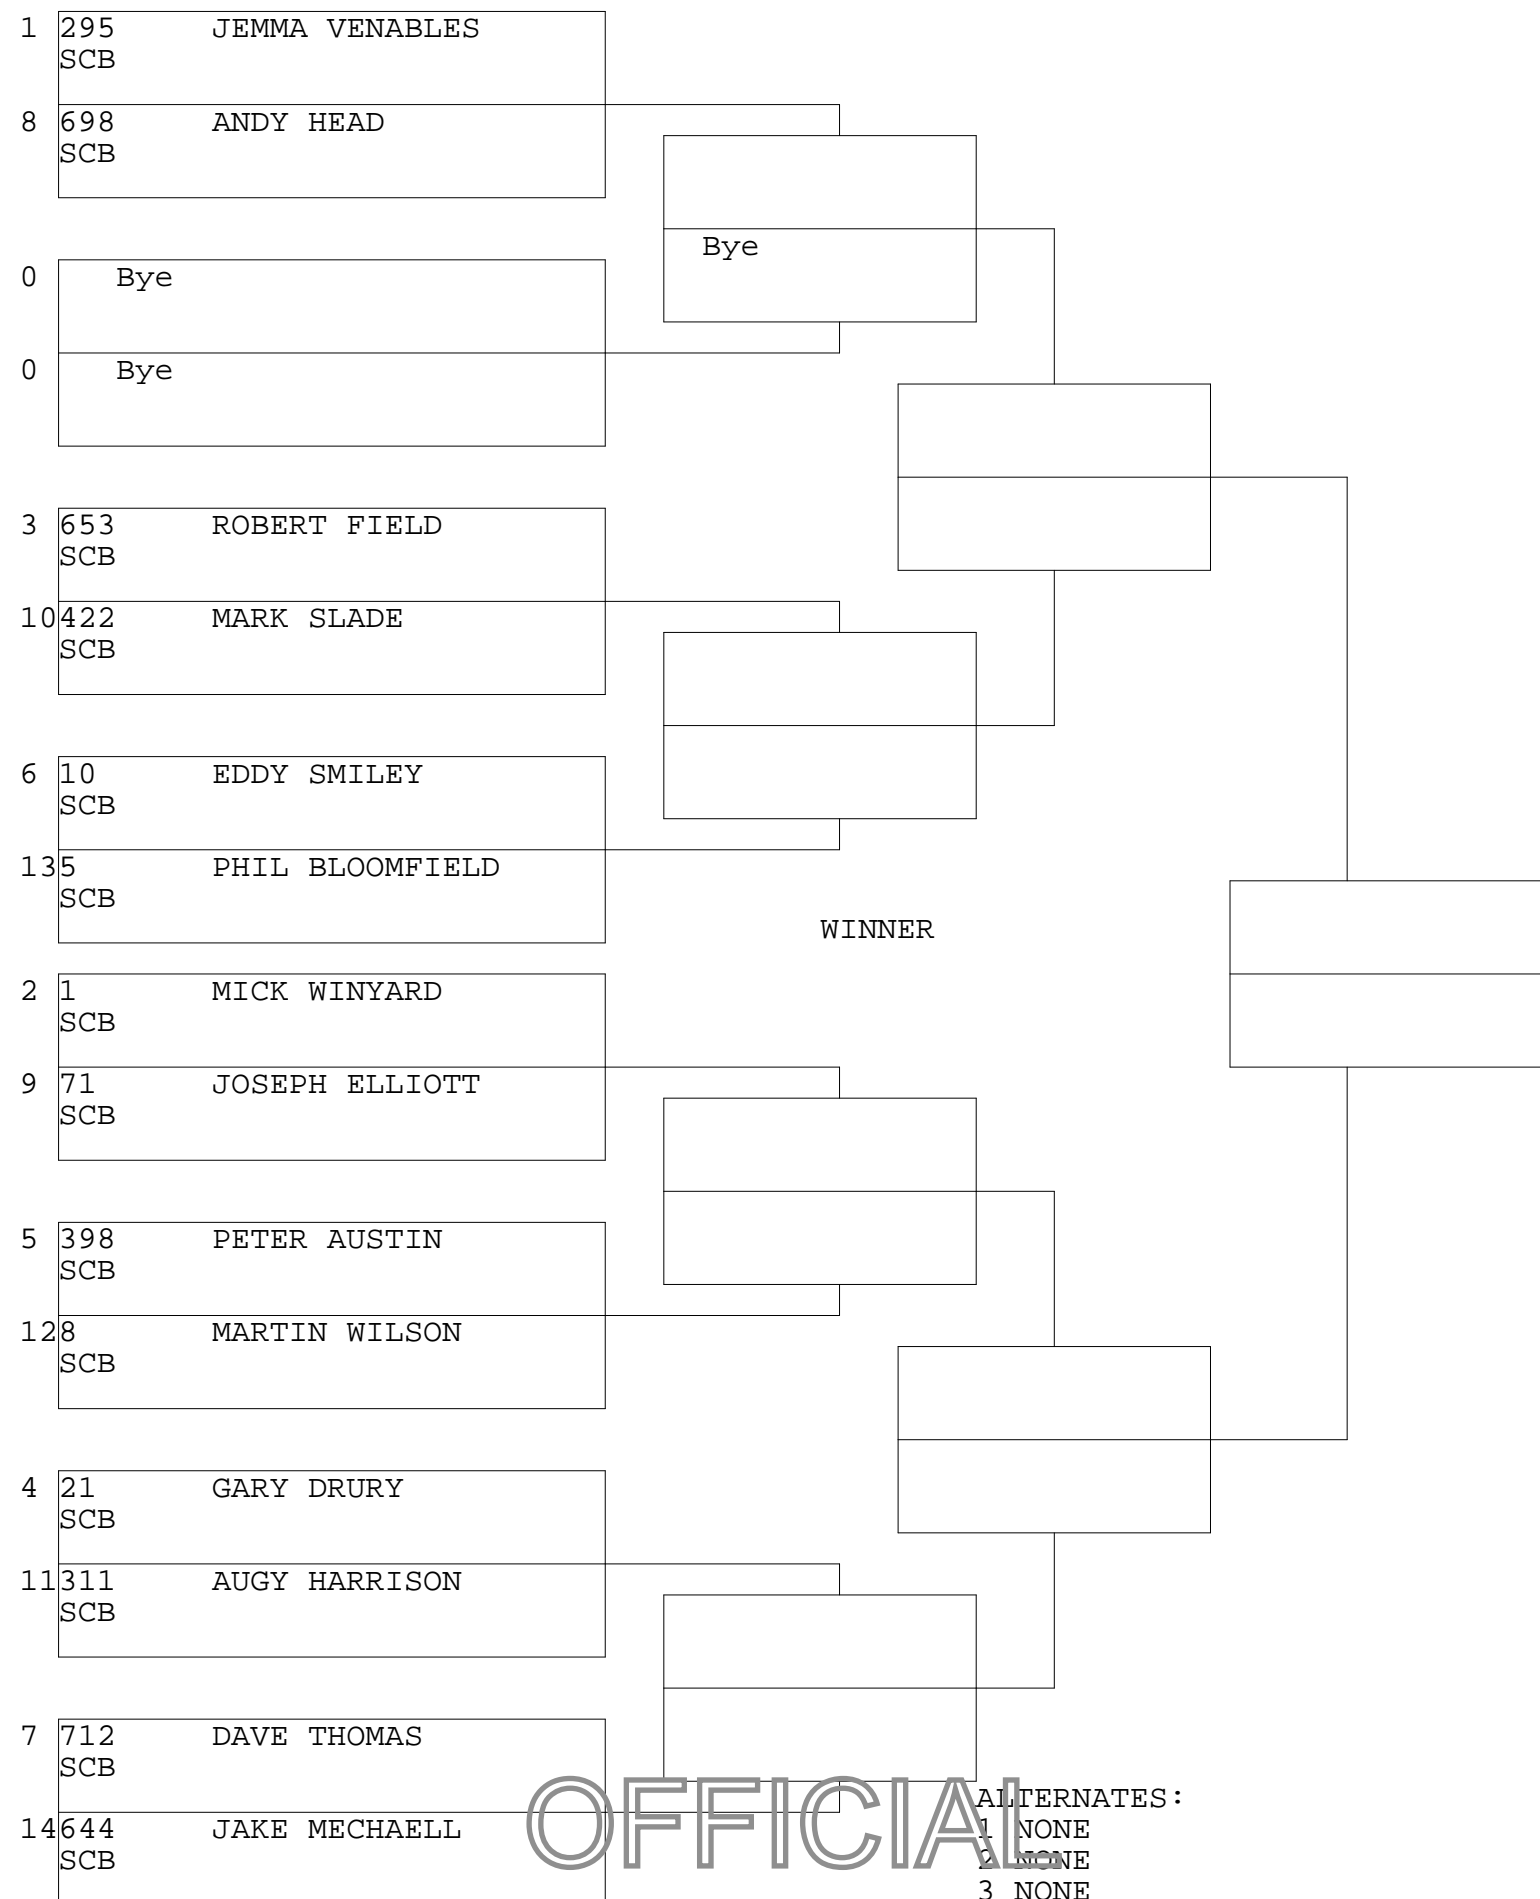 1 295 JEMMA VENABLES
SCB
8 698 ANDY HEAD
SCB
Bye
0 Bye
0 Bye
3 653 ROBERT FIELD
SCB
10 422 MARK SLADE
SCB
6 10 EDDY SMILEY
SCB
13 5 PHIL BLOOMFIELD
SCB
WINNER
2 1 MICK WINYARD
SCB
9 71 JOSEPH ELLIOTT
SCB
5 398 PETER AUSTIN
SCB
12 8 MARTIN WILSON
SCB
4 21 GARY DRURY
SCB
11 311 AUGY HARRISON
SCB
7 712 DAVE THOMAS
SCB
14 644 JAKE MECHAELL
SCB
OFFICIAL
ALTERNATES:
1 NONE
2 NONE
3 NONE